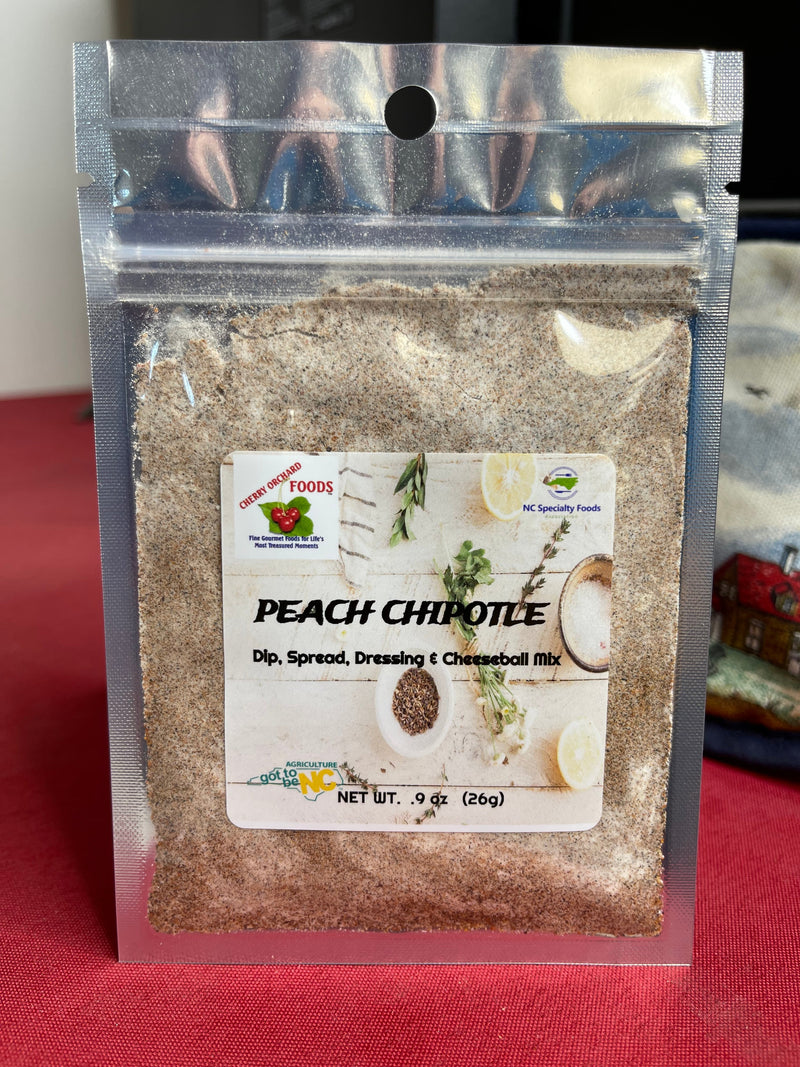 CHERRY ORCHARD
FOODS
Fine Gourmet Foods for Life's
Most Treasured Moments
NC Specialty Foods
PEACH CHIPOTLE
Dip, Spread, Dressing & Cheeseball Mix
AGRICULTURE
got to
be NC
NET WT. .9 oz (26g)